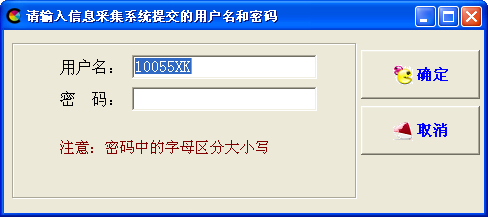 请输入信息采集系统提交的用户名和密码
用户名：10055XK
密　码：
注意：密码中的字母区分大小写
确定
取消